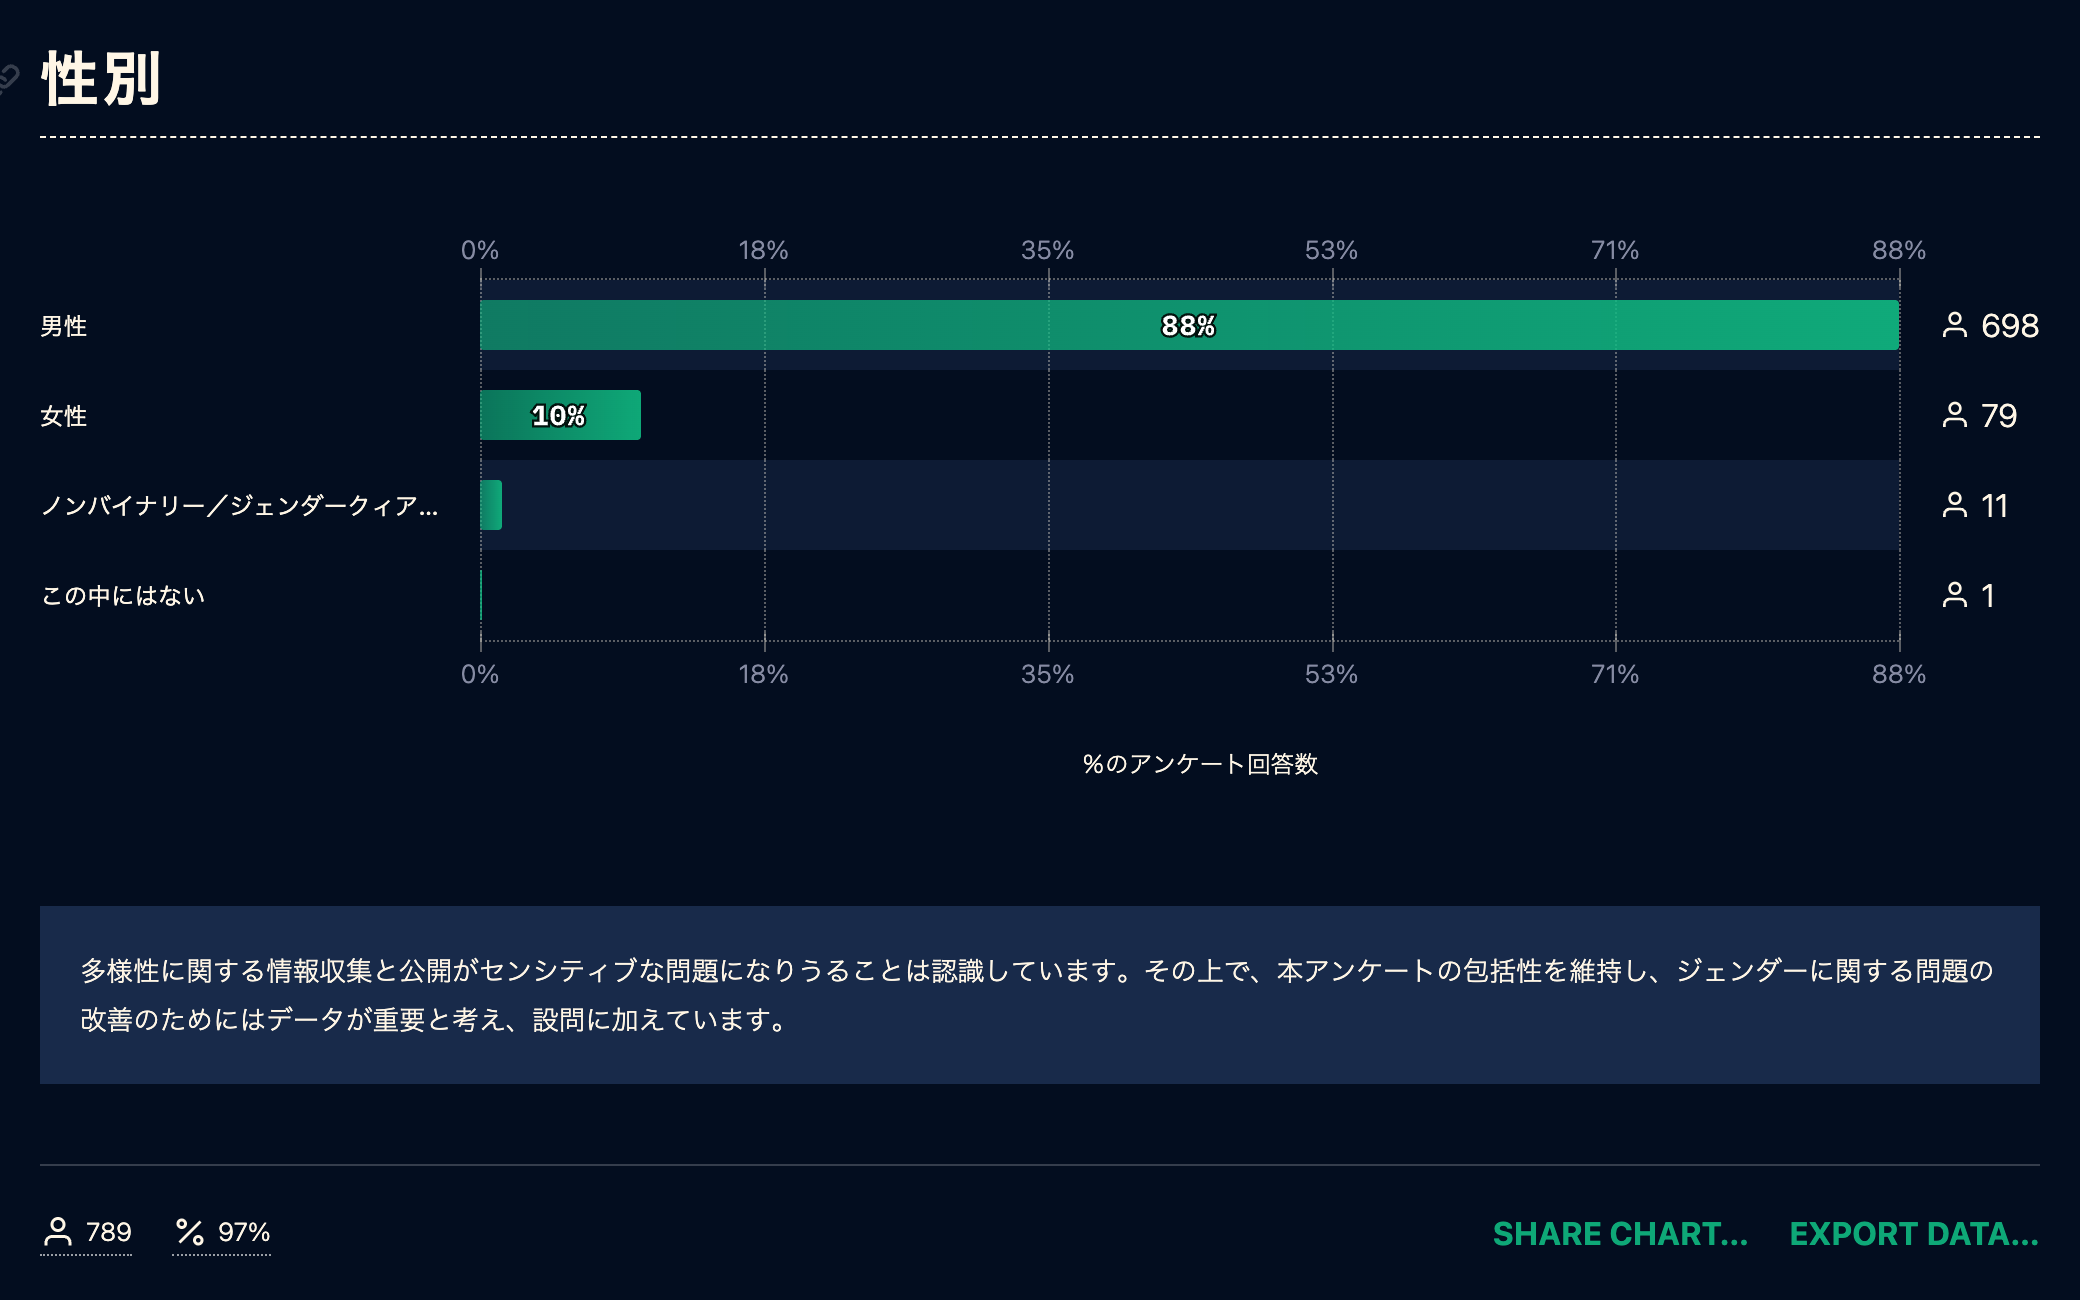 性別
0% 18% 35% 53% 71% 88%
男性 88% 698
女性 10% 79
ノンバイナリー／ジェンダークィア... 11
この中にはない 1
0% 18% 35% 53% 71% 88%
%のアンケート回答数
多様性に関する情報収集と公開がセンシティブな問題になりうることは認識しています。その上で、本アンケートの包括性を維持し、ジェンダーに関する問題の
改善のためにはデータが重要と考え、設問に加えています。
789 % 97% SHARE CHART... EXPORT DATA...